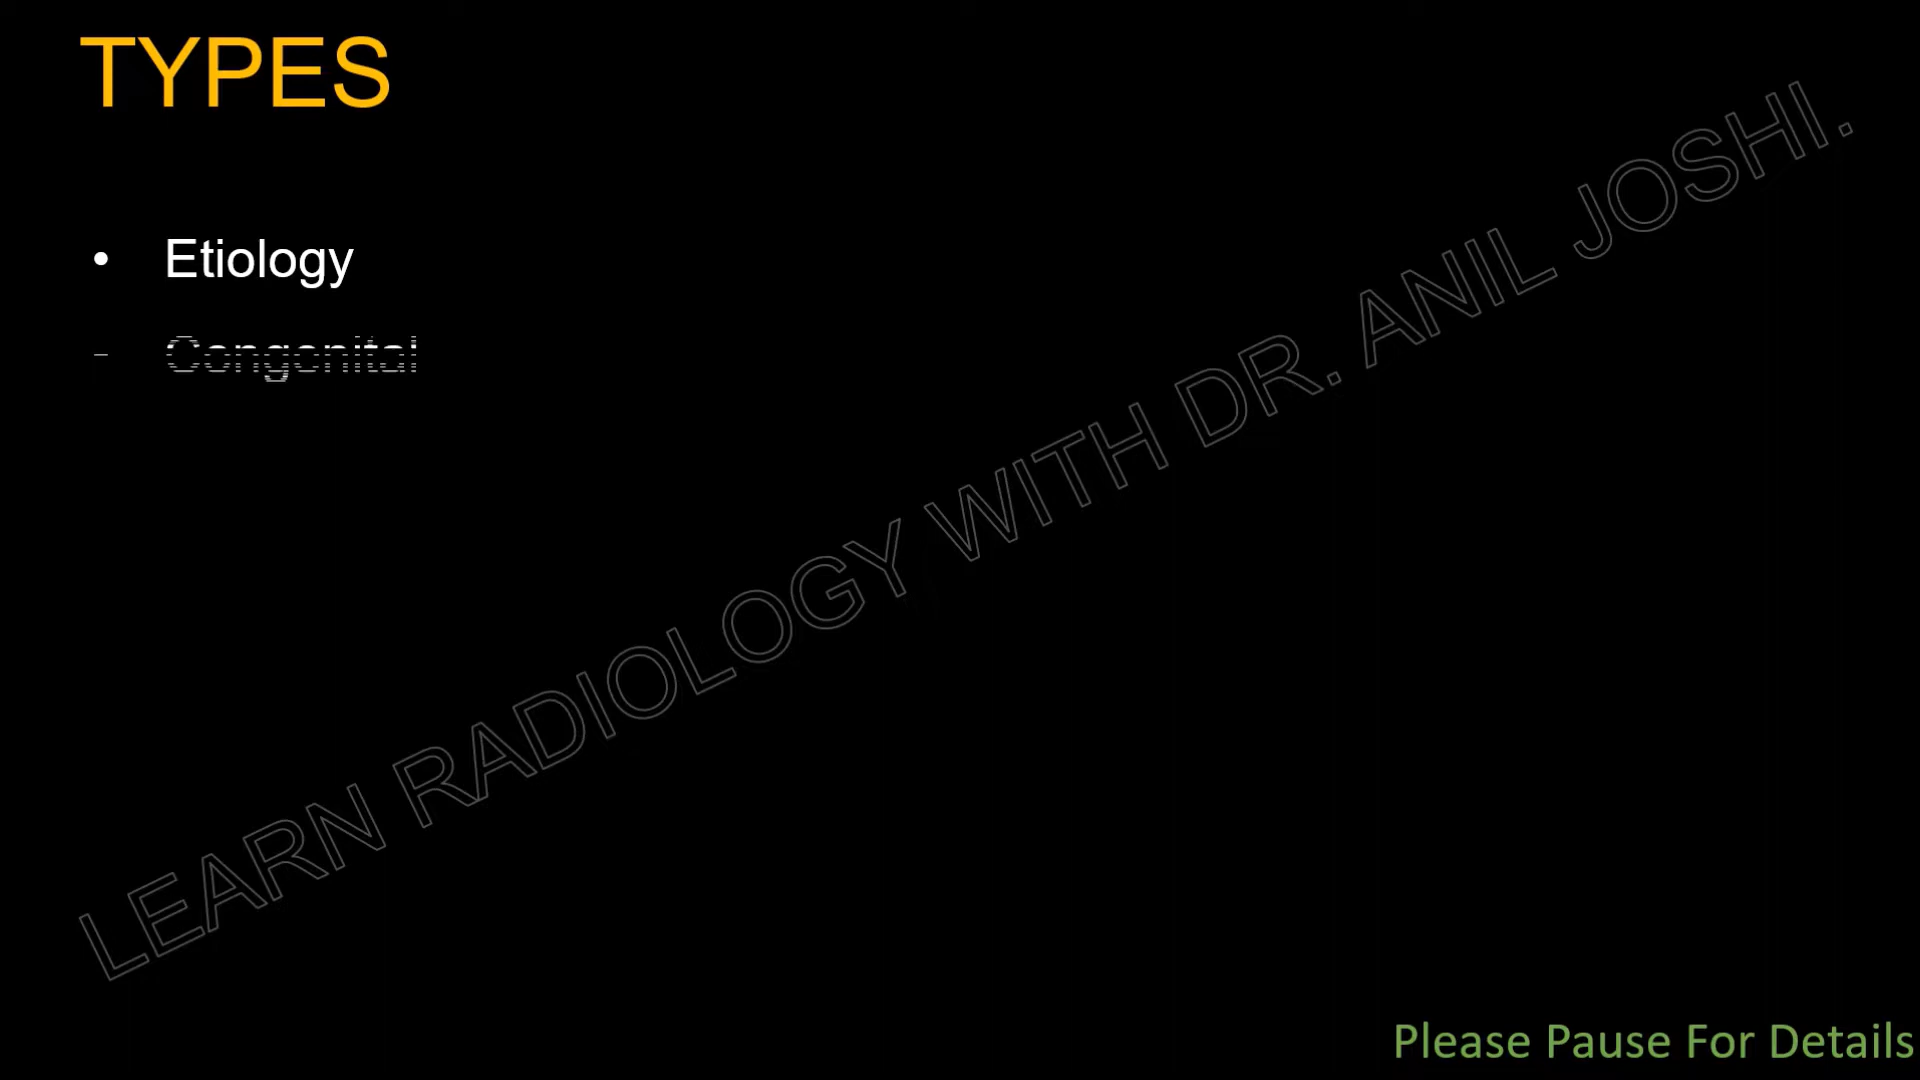 TYPES
• Etiology
- Congenital
LEARN RADIOLOGY WITH DR. ANIL JOSHI.
Please Pause For Details